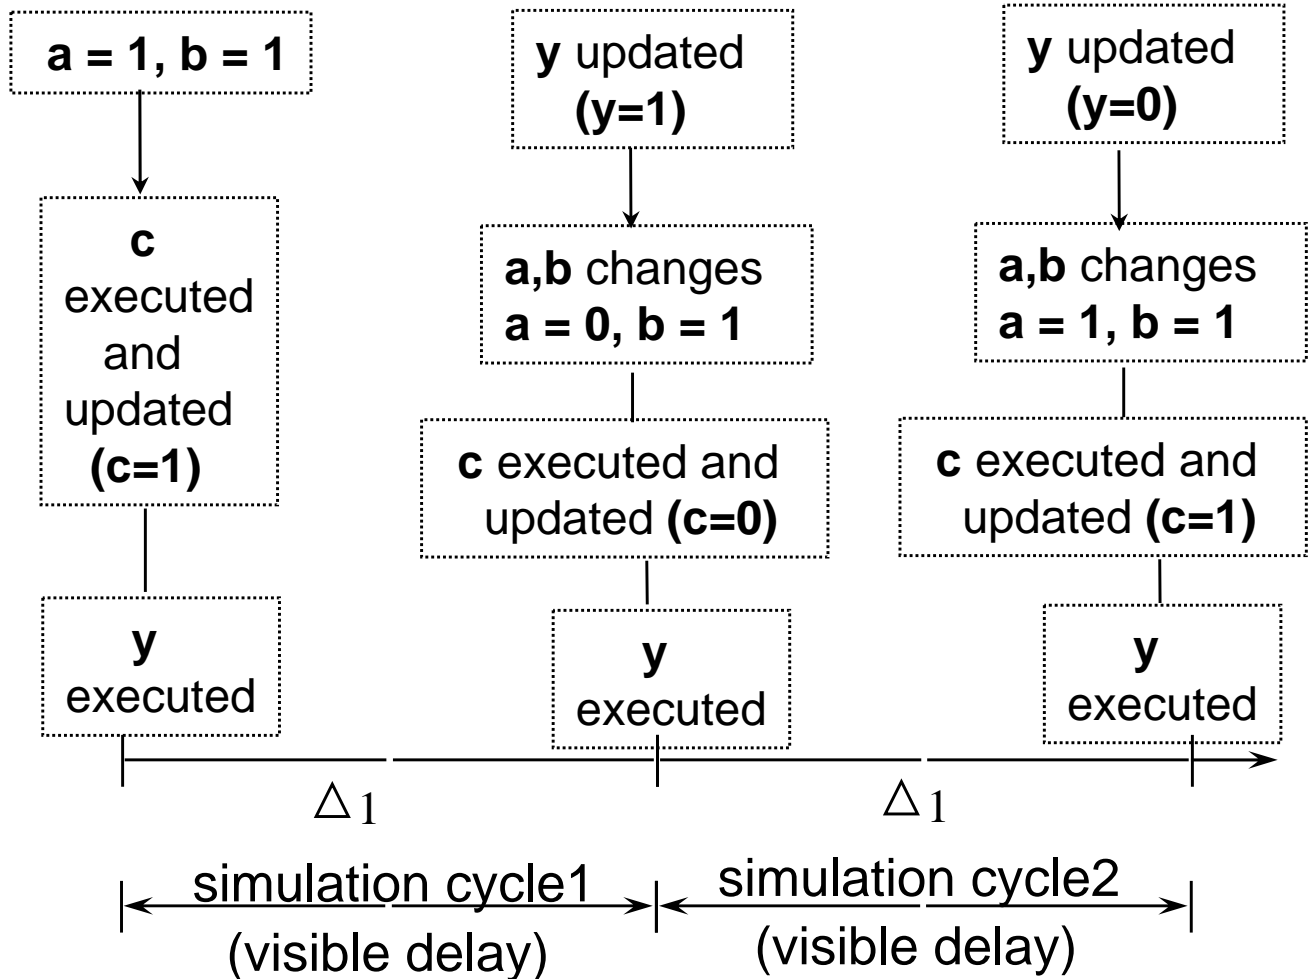 a = 1, b = 1
c
executed
and
updated
(c=1)
y
executed
y updated
(y=1)
a,b changes
a = 0, b = 1
c executed and
updated (c=0)
y
executed
y updated
(y=0)
a,b changes
a = 1, b = 1
c executed and
updated (c=1)
y
executed
△1
△1
simulation cycle1
(visible delay)
simulation cycle2
(visible delay)